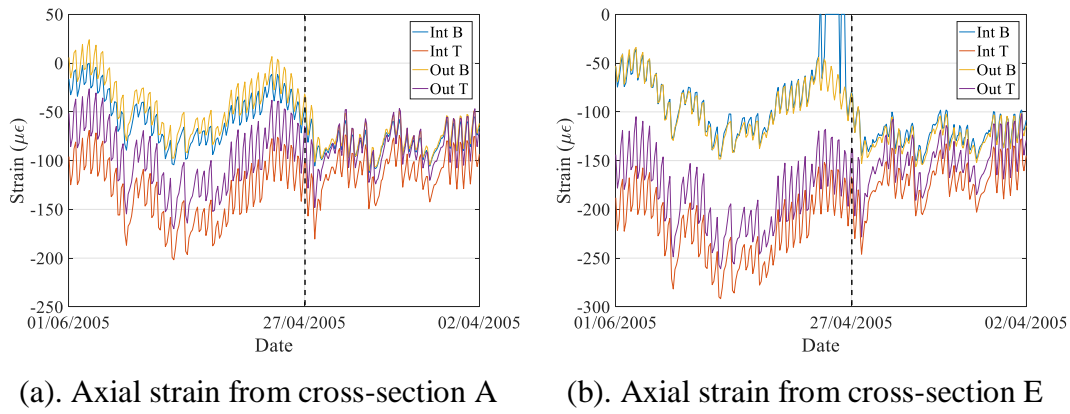 50
0
-50
-100
-150
-200
-250
Strain (με)
01/06/2005 27/04/2005 02/04/2005
Date
Int B
Int T
Out B
Out T
(a). Axial strain from cross-section A
0
-50
-100
-150
-200
-250
-300
Strain (με)
01/06/2005 27/04/2005 02/04/2005
Date
Int B
Int T
Out B
Out T
(b). Axial strain from cross-section E